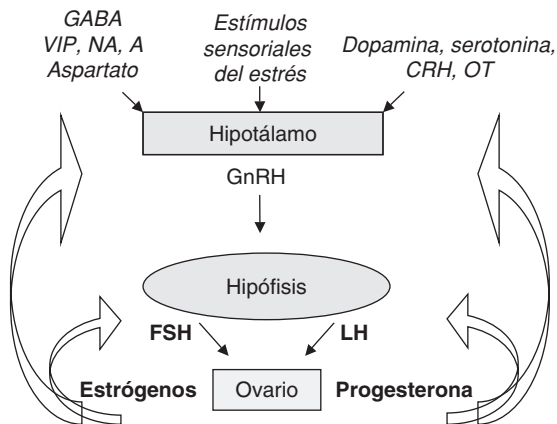 GABA
VIP, NA, A
Aspartato
Estímulos
sensoriales
del estrés
Dopamina, serotonina,
CRH, OT
Hipotálamo
GnRH
Hipófisis
FSH
LH
Estrógenos
Ovario
Progesterona